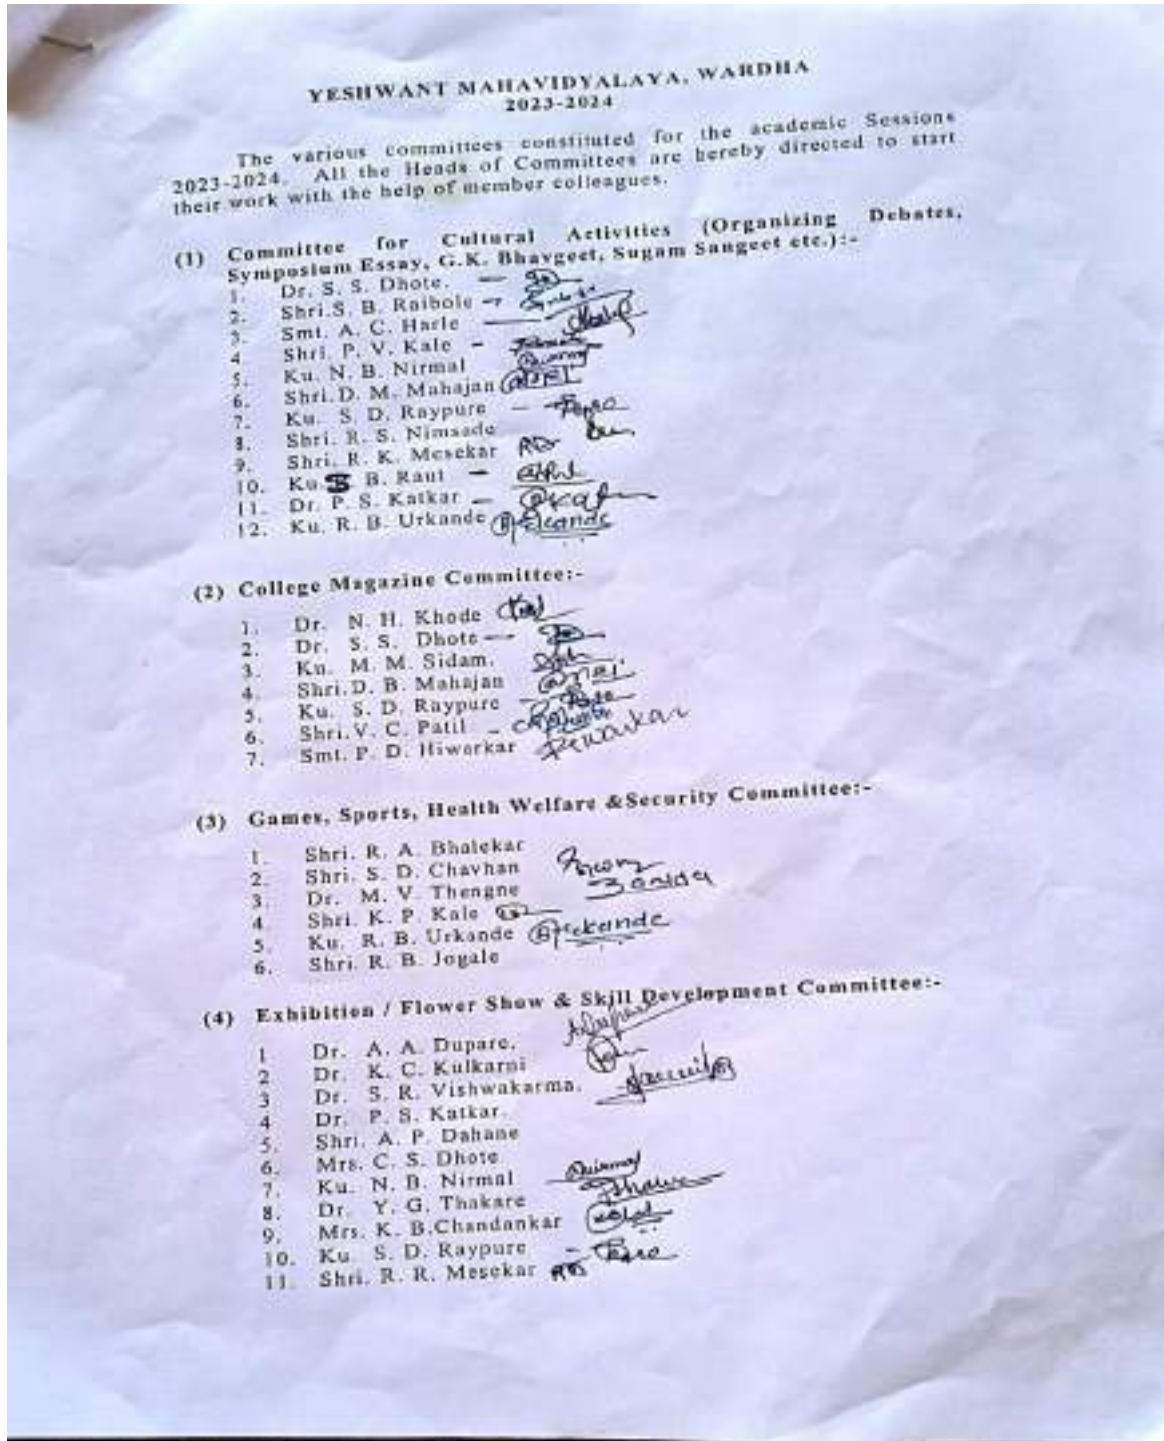 YESHWANT MAHAVIDYALAYA, WARDHA
2023-2024
The various committees constituted for the academic Sessions
2023-2024. All the Heads of Committees are hereby directed to start
their work with the help of member colleagues.
(1) Committee for Cultural Activities (Organizing Debates,
Symposium Essay, G.K. Bhavgeet, Sugam Sangeet etc.):-
1. Dr. S. S. Dhote.
2. Shri.S. B. Raibole
3. Smt. A. C. Harle
4 Shri. P. V. Kale
5. Ku. N. B. Nirmal
6. Shri.D. M. Mahajan
7. Ku. S. D. Raypure
8. Shri. R. S. Nimsade
9. Shri. R. K. Mesekar
10. Ku. S B. Raut
11. Dr. P. S. Katkar
12. Ku. R. B. Urkande
(2) College Magazine Committee:-
1. Dr. N. H. Khode
2. Dr. S. S. Dhote
3. Ku. M. M. Sidam.
4. Shri.D. B. Mahajan
5. Ku. S. D. Raypure
6. Shri.V. C. Patil
7. Smt. P. D. Hiwarkar
(3) Games, Sports, Health Welfare &Security Committee:-
1. Shri. R. A. Bhalekar
2. Shri. S. D. Chavhan
3. Dr. M. V. Thengne
4 Shri. K. P. Kale
5. Ku. R. B. Urkande
6. Shri. R. B. Jogale
(4) Exhibition / Flower Show & Skill Development Committee:-
1 Dr. A. A. Dupare.
2 Dr. K. C. Kulkarni
3 Dr. S. R. Vishwakarma.
4 Dr. P. S. Katkar.
5. Shri. A. P. Dahane
6. Mrs. C. S. Dhote
7. Ku. N. B. Nirmal
8. Dr. Y. G. Thakare
9. Mrs. K. B.Chandankar
10. Ku. S. D. Raypure
11. Shri. R. R. Mesekar